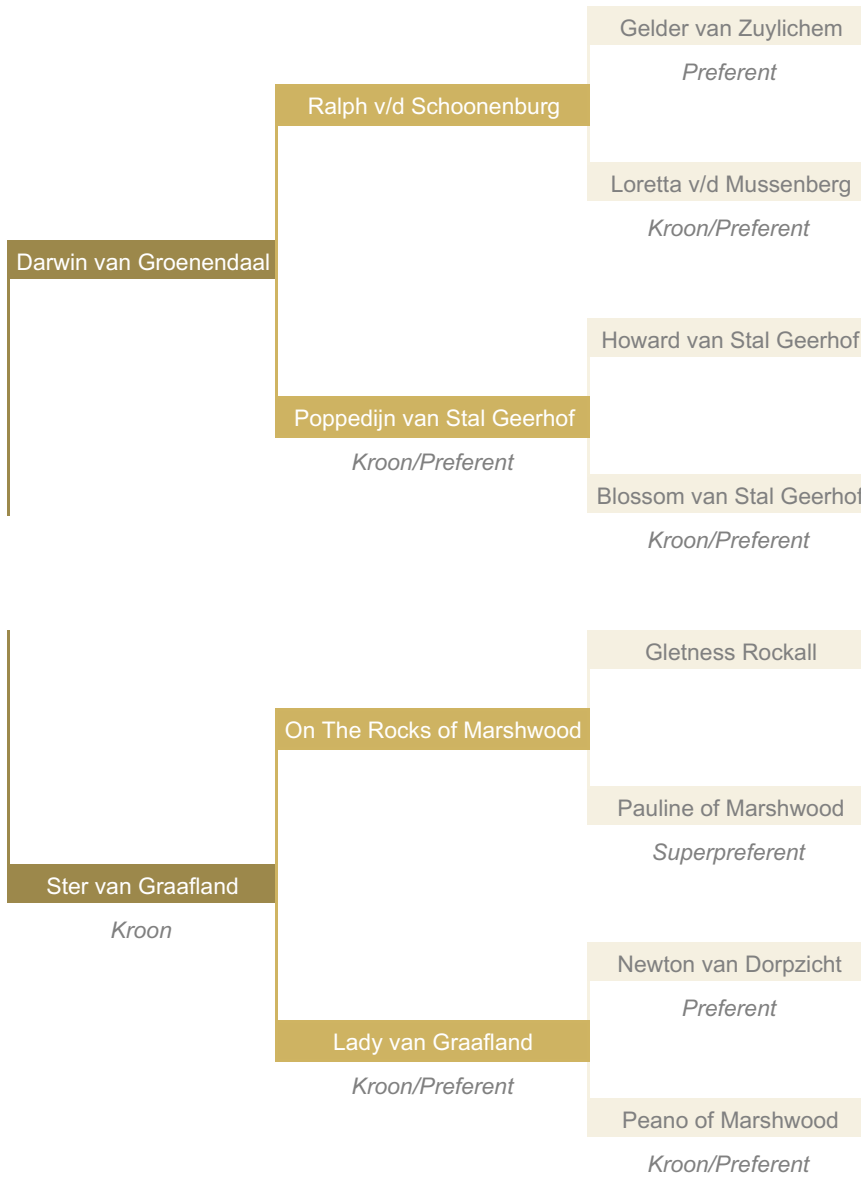 Gelder van Zuylichem
Preferent
Ralph v/d Schoonenburg
Loretta v/d Mussenberg
Kroon/Preferent
Darwin van Groenendaal
Howard van Stal Geerhof
Poppedijn van Stal Geerhof
Kroon/Preferent
Blossom van Stal Geerhof
Kroon/Preferent
Gletness Rockall
On The Rocks of Marshwood
Pauline of Marshwood
Superpreferent
Ster van Graafland
Kroon
Newton van Dorpzicht
Preferent
Lady van Graafland
Kroon/Preferent
Peano of Marshwood
Kroon/Preferent